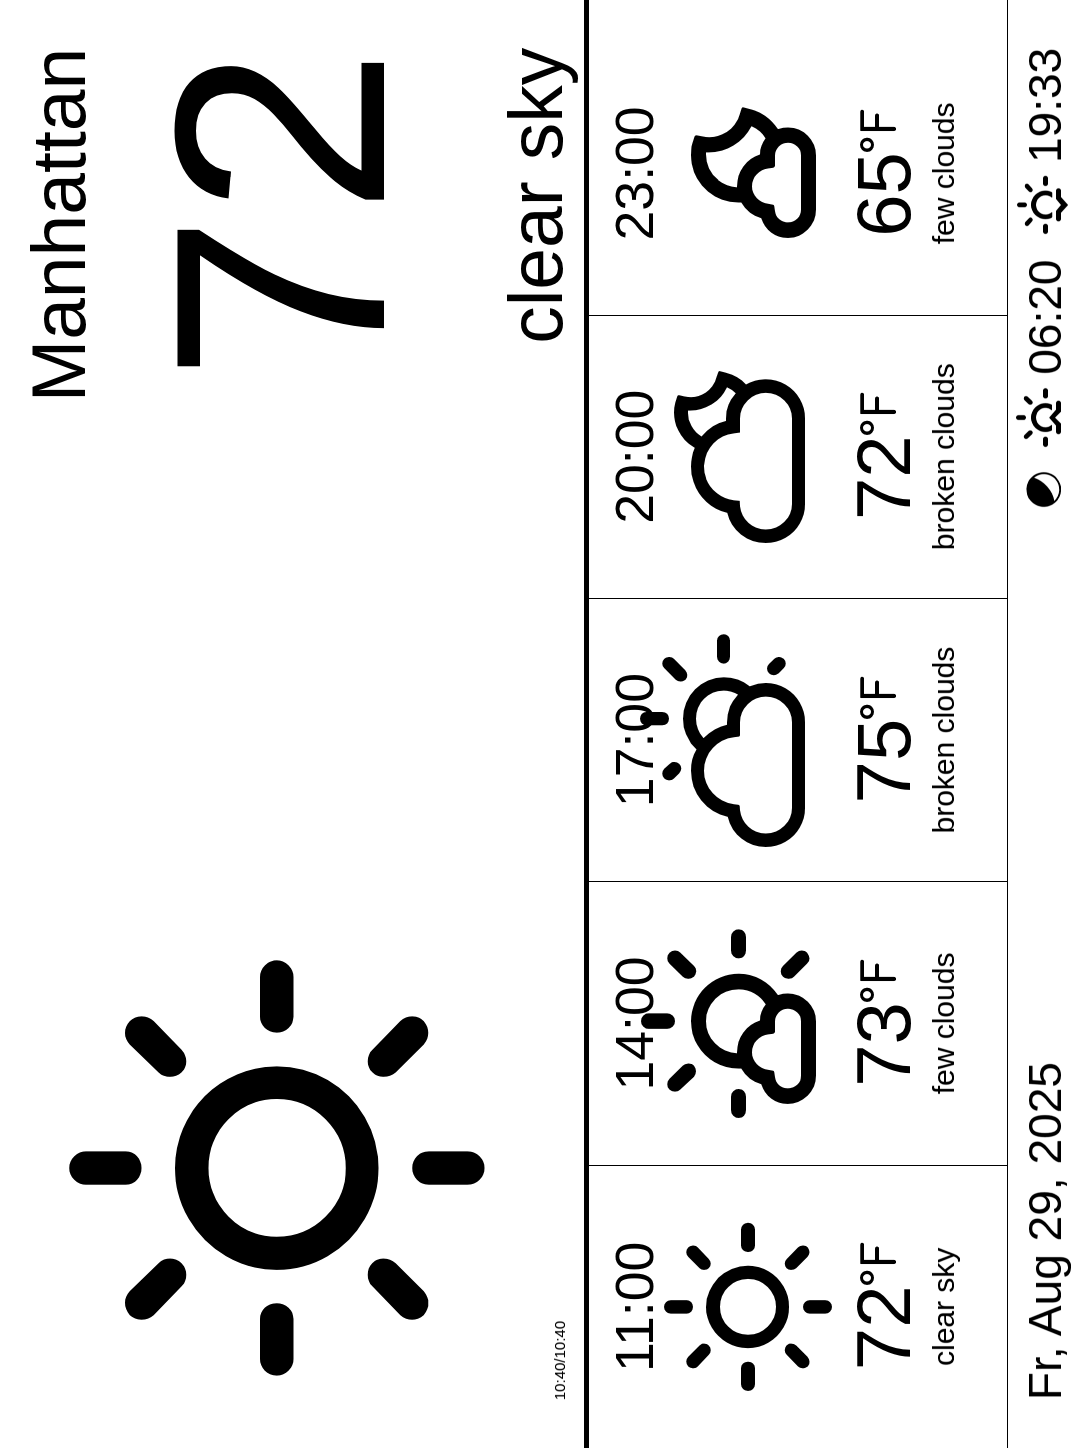 Manhattan
72
clear sky
10:40/10:40
11:00
72°F
clear sky
14:00
73°F
few clouds
17:00
75°F
broken clouds
20:00
72°F
broken clouds
23:00
65°F
few clouds
Fr, Aug 29, 2025
06:20
19:33